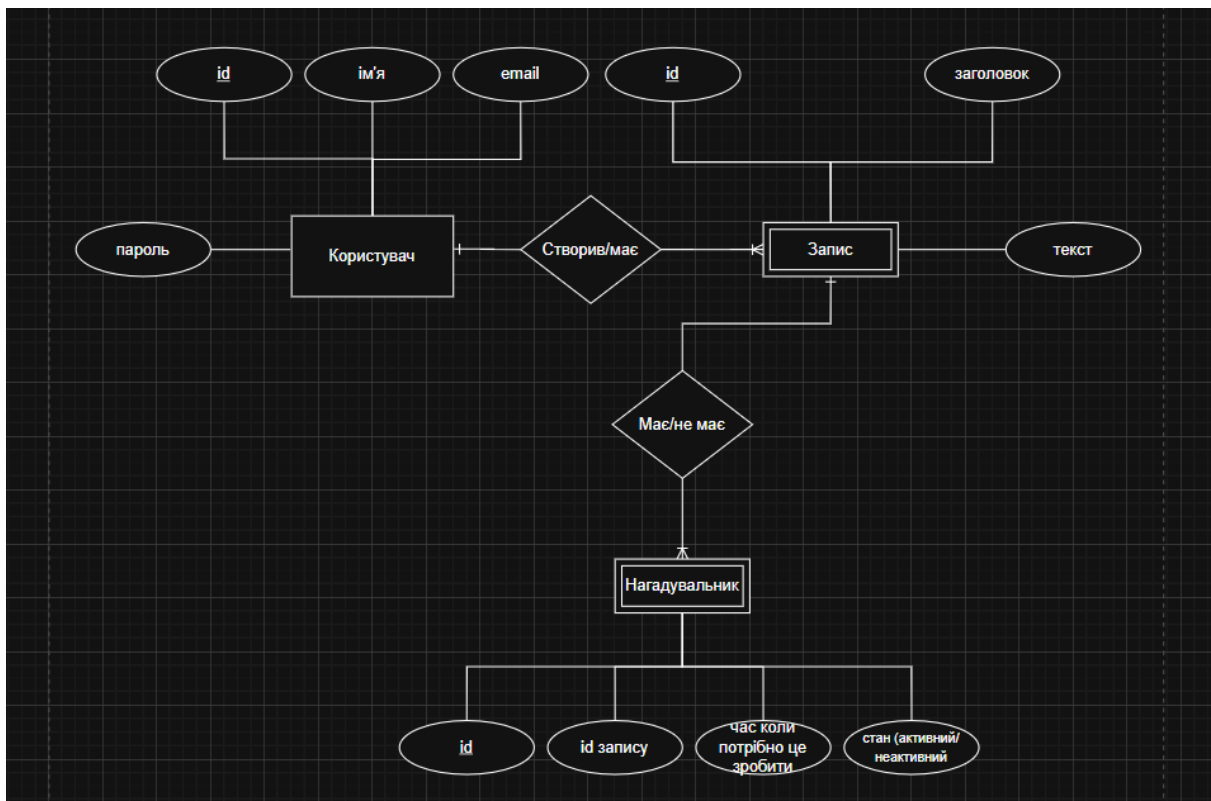 id
ім'я
email
id
заголовок
пароль
Користувач
Створив/має
Запис
текст
Має/не має
Нагадувальник
id
id запису
час коли
потрібно це
зробити
стан (активний/
неактивний